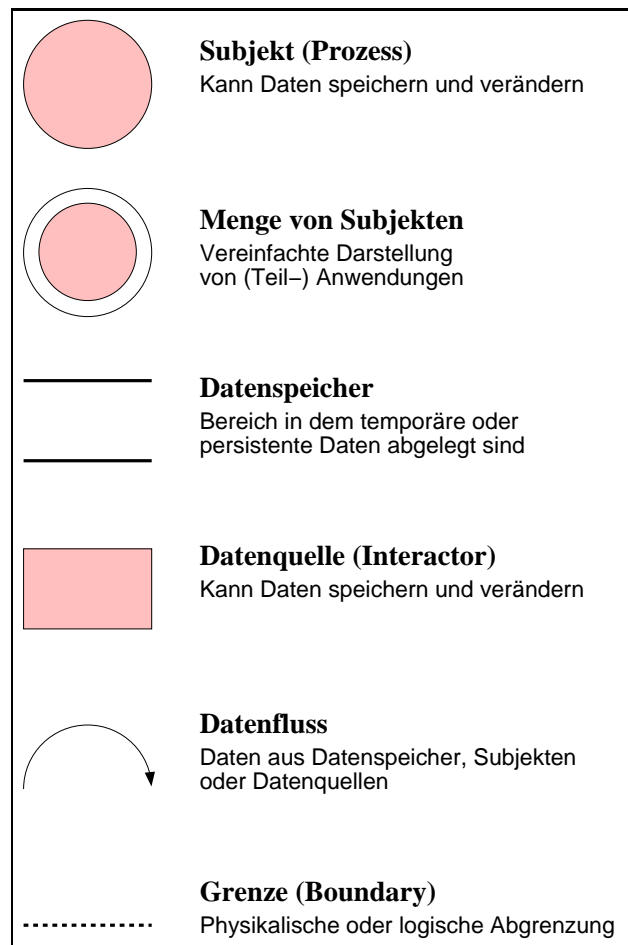 Subjekt (Prozess)
Kann Daten speichern und verändern
Menge von Subjekten
Vereinfachte Darstellung
von (Teil−) Anwendungen
Datenspeicher
Bereich in dem temporäre oder
persistente Daten abgelegt sind
Datenquelle (Interactor)
Kann Daten speichern und verändern
Datenfluss
Daten aus Datenspeicher, Subjekten
oder Datenquellen
Grenze (Boundary)
Physikalische oder logische Abgrenzung